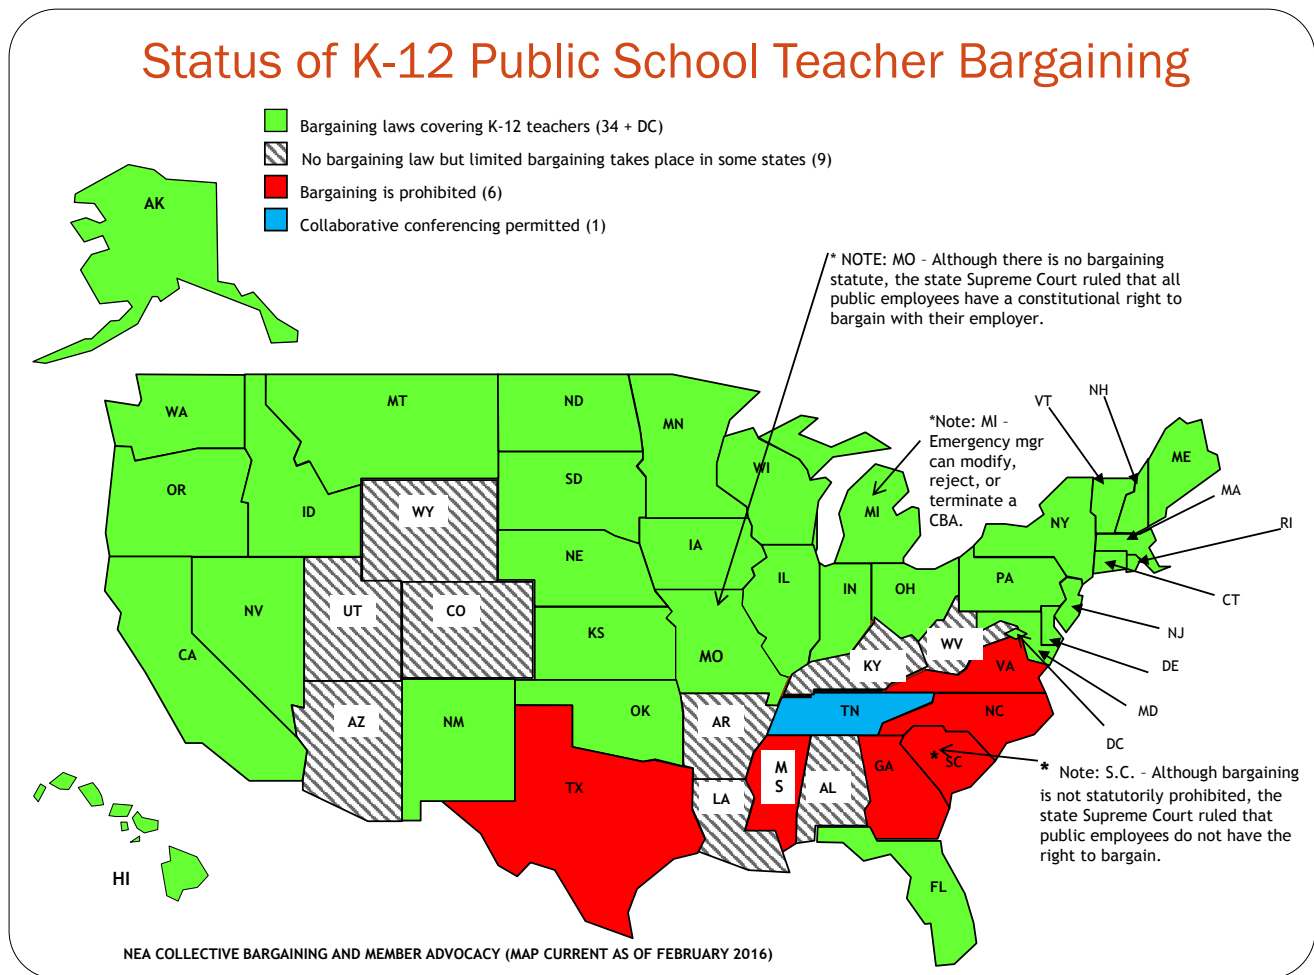 Status of K-12 Public School Teacher Bargaining
Bargaining laws covering K-12 teachers (34 + DC)
No bargaining law but limited bargaining takes place in some states (9)
Bargaining is prohibited (6)
Collaborative conferencing permitted (1)
AK
* NOTE: MO – Although there is no bargaining
statute, the state Supreme Court ruled that all
public employees have a constitutional right to
bargain with their employer.
*Note: MI –
Emergency mgr
can modify,
reject, or
terminate a
CBA.
VT
NH
WA
MT
ND
MN
WI
ME
OR
ID
WY
SD
MI
NY
MA
RI
NE
IA
IL
IN
OH
PA
CT
NV
UT
CO
KS
MO
KY
WV
VA
NJ
DE
CA
AZ
NM
OK
AR
TN
NC
MD
DC
TX
LA
M
S
AL
GA
* SC
* Note: S.C. – Although bargaining
is not statutorily prohibited, the
state Supreme Court ruled that
public employees do not have the
right to bargain.
HI
FL
NEA COLLECTIVE BARGAINING AND MEMBER ADVOCACY (MAP CURRENT AS OF FEBRUARY 2016)